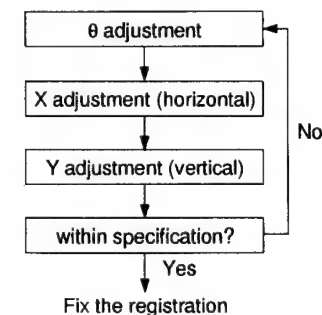 θ adjustment
X adjustment (horizontal)
No
Y adjustment (vertical)
within specification?
Yes
Fix the registration